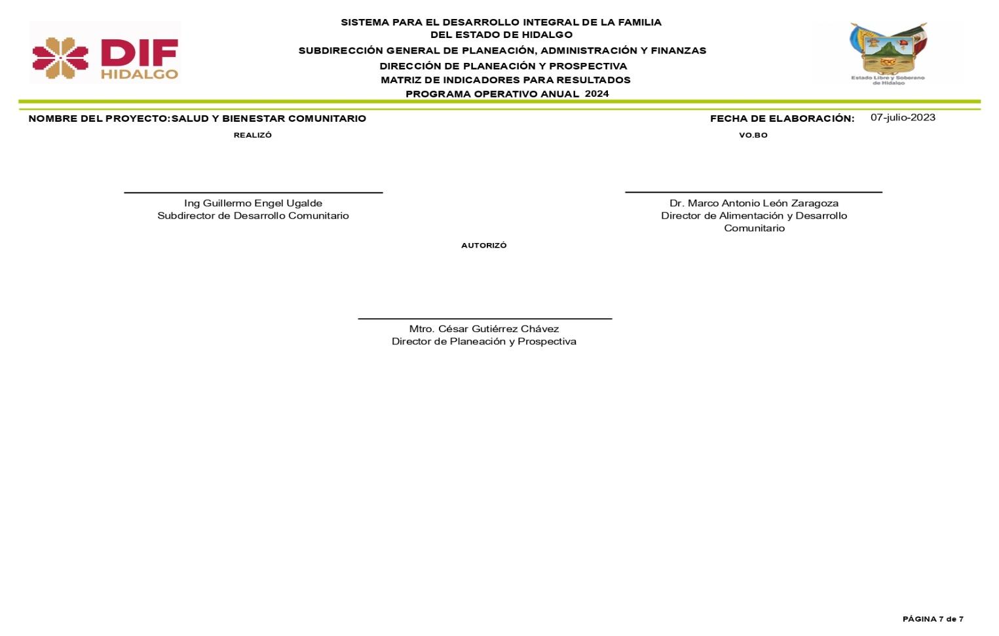 DIF
HIDALGO
SISTEMA PARA EL DESARROLLO INTEGRAL DE LA FAMILIA
DEL ESTADO DE HIDALGO
SUBDIRECCIÓN GENERAL DE PLANEACIÓN, ADMINISTRACIÓN Y FINANZAS
DIRECCIÓN DE PLANEACIÓN Y PROSPECTIVA
MATRIZ DE INDICADORES PARA RESULTADOS
PROGRAMA OPERATIVO ANUAL 2024
Estado Libre y Soberano
de Hidalgo
NOMBRE DEL PROYECTO:SALUD Y BIENESTAR COMUNITARIO
FECHA DE ELABORACIÓN: 07-julio-2023
REALIZÓ
VO.BO
Ing Guillermo Engel Ugalde
Subdirector de Desarrollo Comunitario
Dr. Marco Antonio León Zaragoza
Director de Alimentación y Desarrollo
Comunitario
AUTORIZÓ
Mtro. César Gutiérrez Chávez
Director de Planeación y Prospectiva
PÁGINA 7 de 7